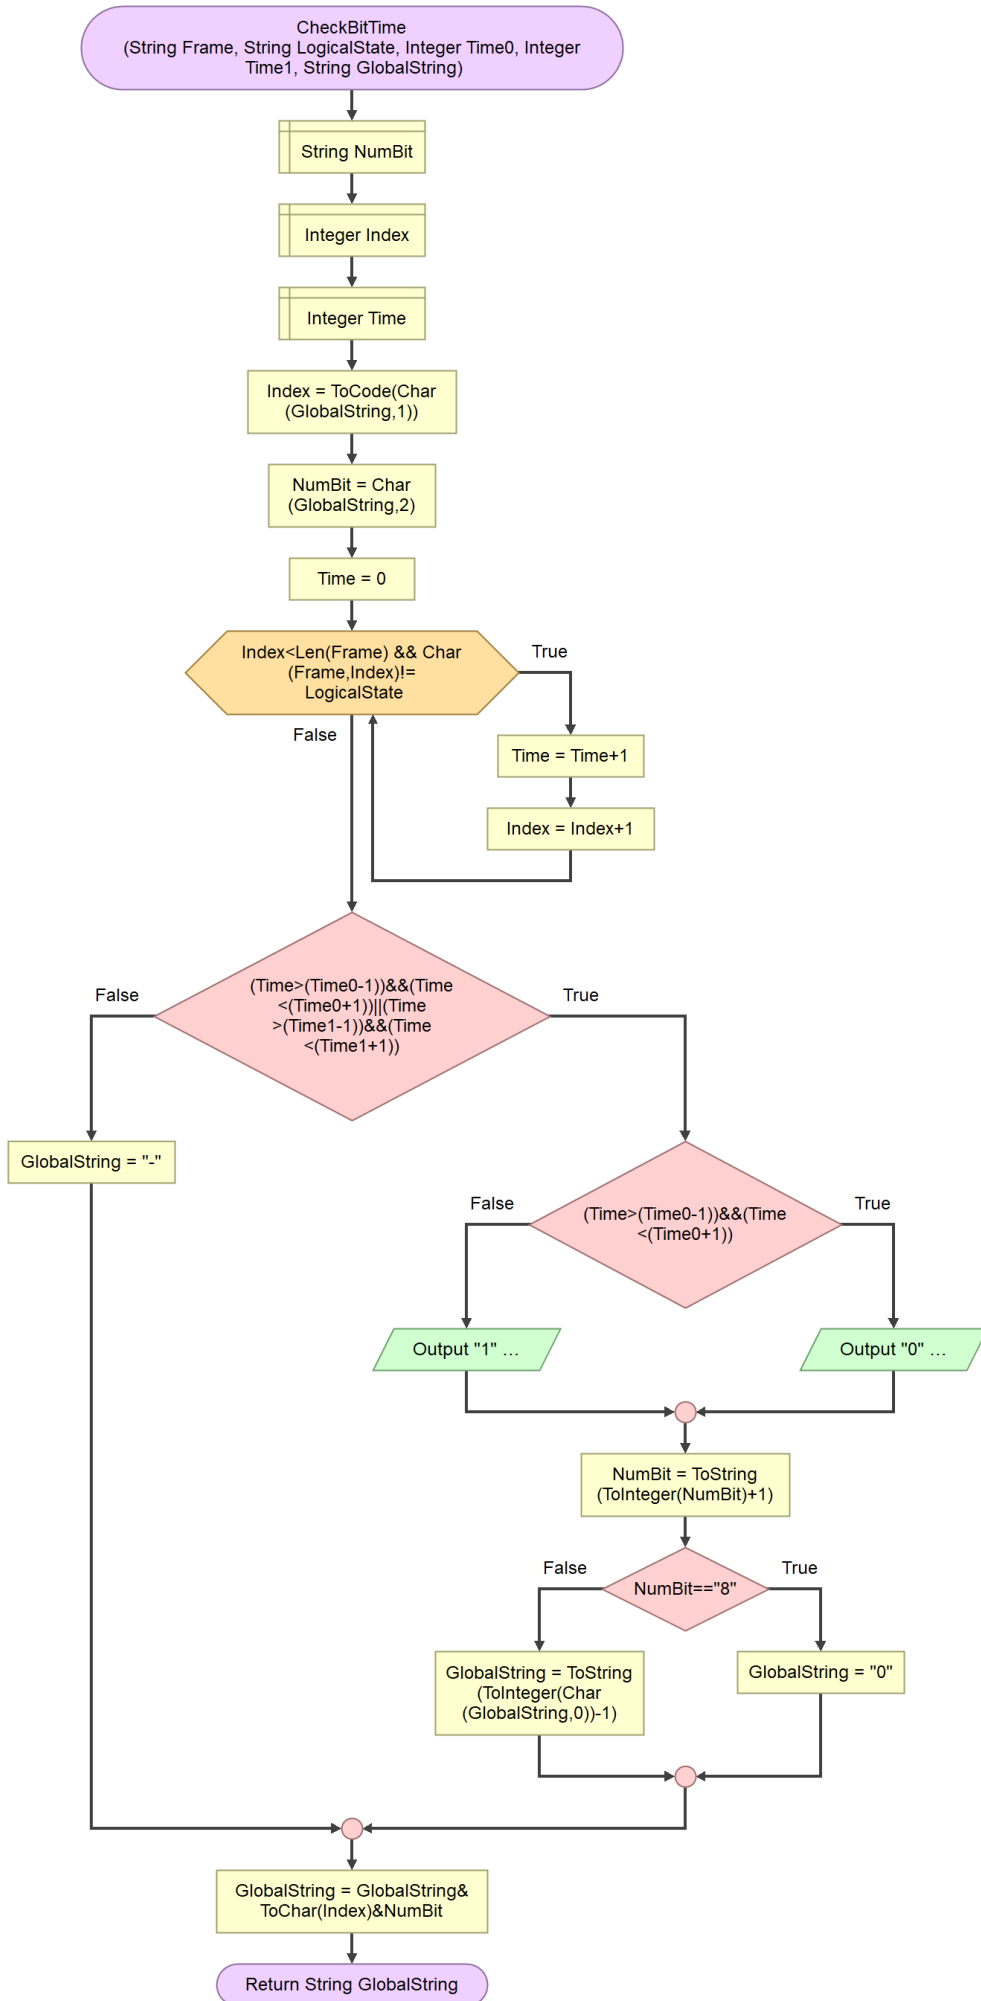 CheckBitTime
(String Frame, String LogicalState, Integer Time0, Integer
Time1, String GlobalString)
String NumBit
Integer Index
Integer Time
Index = ToCode(Char
(GlobalString,1))
NumBit = Char
(GlobalString,2)
Time = 0
Index<Len(Frame) && Char
(Frame,Index)!=
LogicalState
True
False
Time = Time+1
Index = Index+1
(Time>(Time0-1))&&(Time
<(Time0+1))||(Time
>(Time1-1))&&(Time
<(Time1+1))
False
True
GlobalString = "-"
(Time>(Time0-1))&&(Time
<(Time0+1))
False
True
Output "1" ...
Output "0" ...
NumBit = ToString
(ToInteger(NumBit)+1)
NumBit=="8"
False
True
GlobalString = ToString
(ToInteger(Char
(GlobalString,0))-1)
GlobalString = "0"
GlobalString = GlobalString&
ToChar(Index)&NumBit
Return String GlobalString